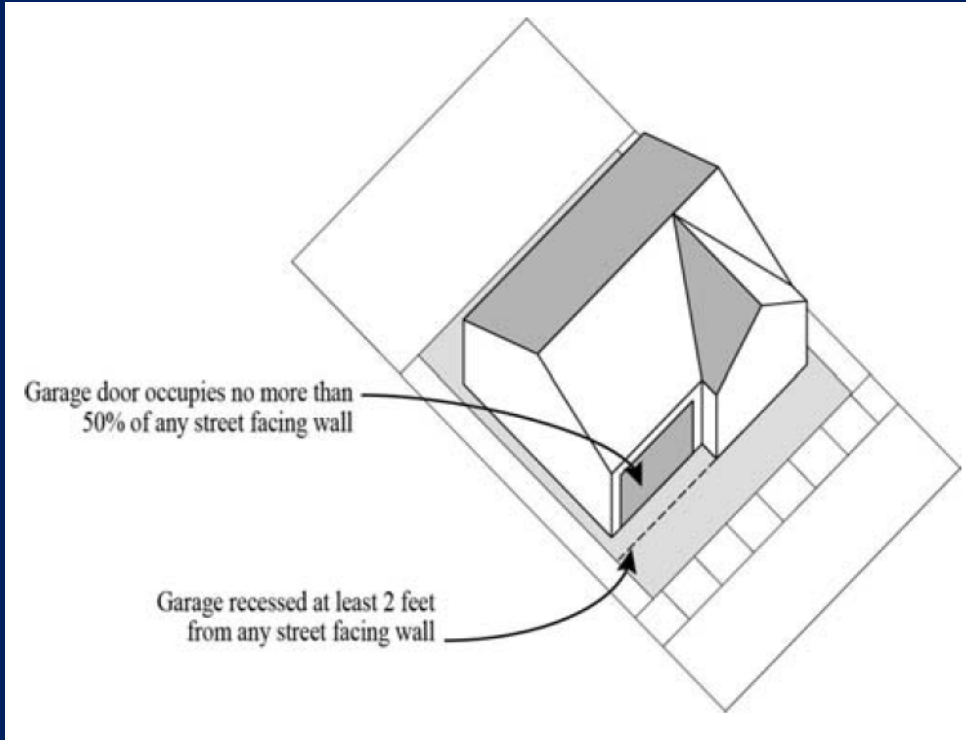 Garage door occupies no more than
50% of any street facing wall
Garage recessed at least 2 feet
from any street facing wall